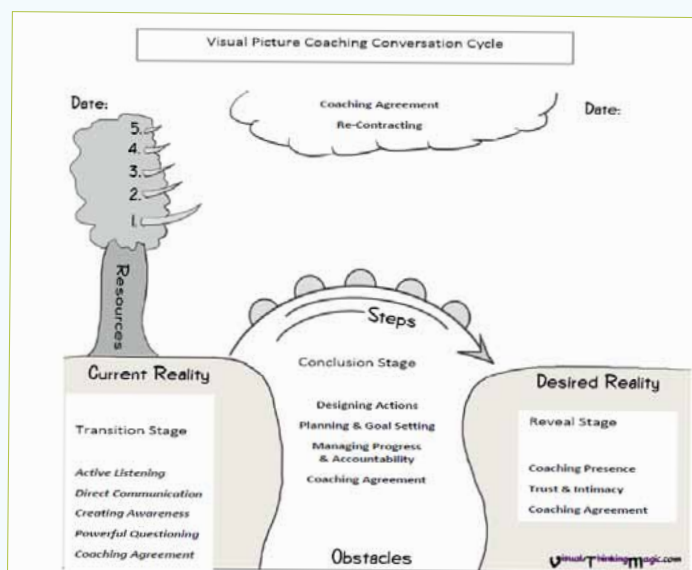 Visual Picture Coaching Conversation Cycle
Date:
Coaching Agreement
Re-Contracting
Date:
5.
4.
3.
2.
1.
Resources
Steps
Current Reality
Transition Stage
Active Listening
Direct Communication
Creating Awareness
Powerful Questioning
Coaching Agreement
Conclusion Stage
Designing Actions
Planning & Goal Setting
Managing Progress
& Accountability
Coaching Agreement
Obstacles
Desired Reality
Reveal Stage
Coaching Presence
Trust & Intimacy
Coaching Agreement
VisualThinkingMagic.com